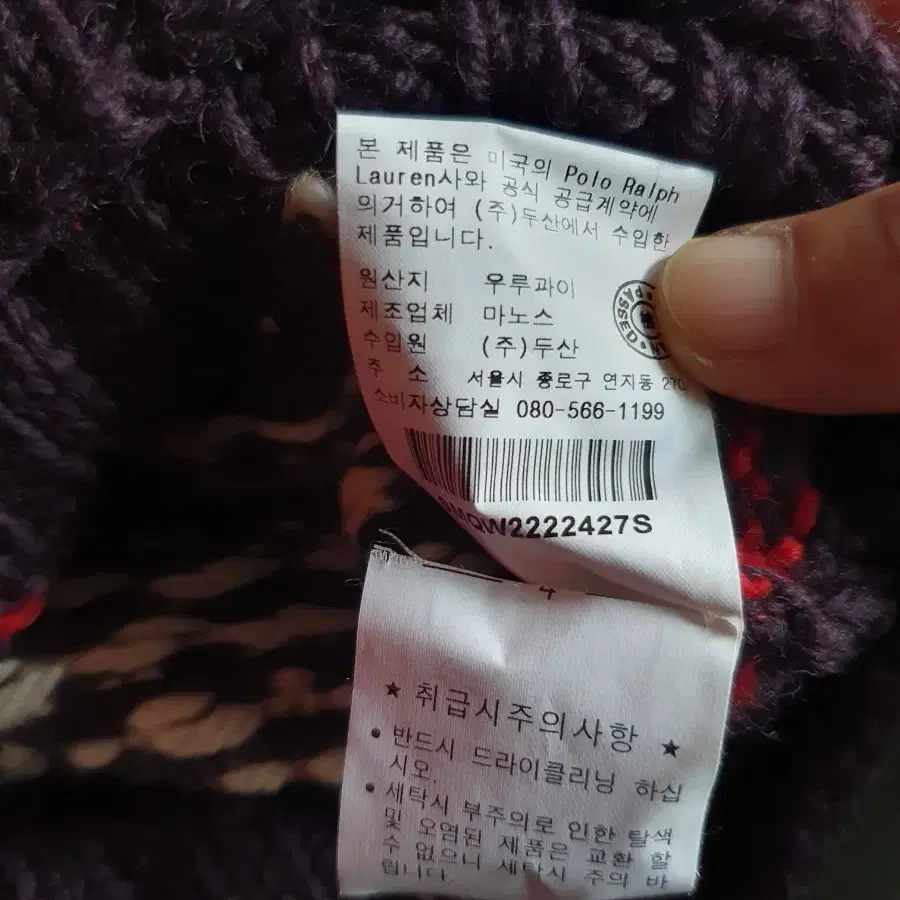 본 제품은 미국의 Polo Ralph
Lauren사와 공식 공급계약에
의거하여 (주)두산에서 수입한
제품입니다.
원산지 우루과이
제조업체 마노스
수입원 (주)두산
주 소 서울시 종로구 연지동 270
소비자상담실 080-566-1199
PASSED
SMQW2222427S
4
★ 취급시주의사항 ★
• 반드시 드라이클리닝 하십
시오.
• 세탁시 부주의로 인한 탈색
및 오염된 제품은 교환 할
수 없으니 세탁시 주의 바
랍니다